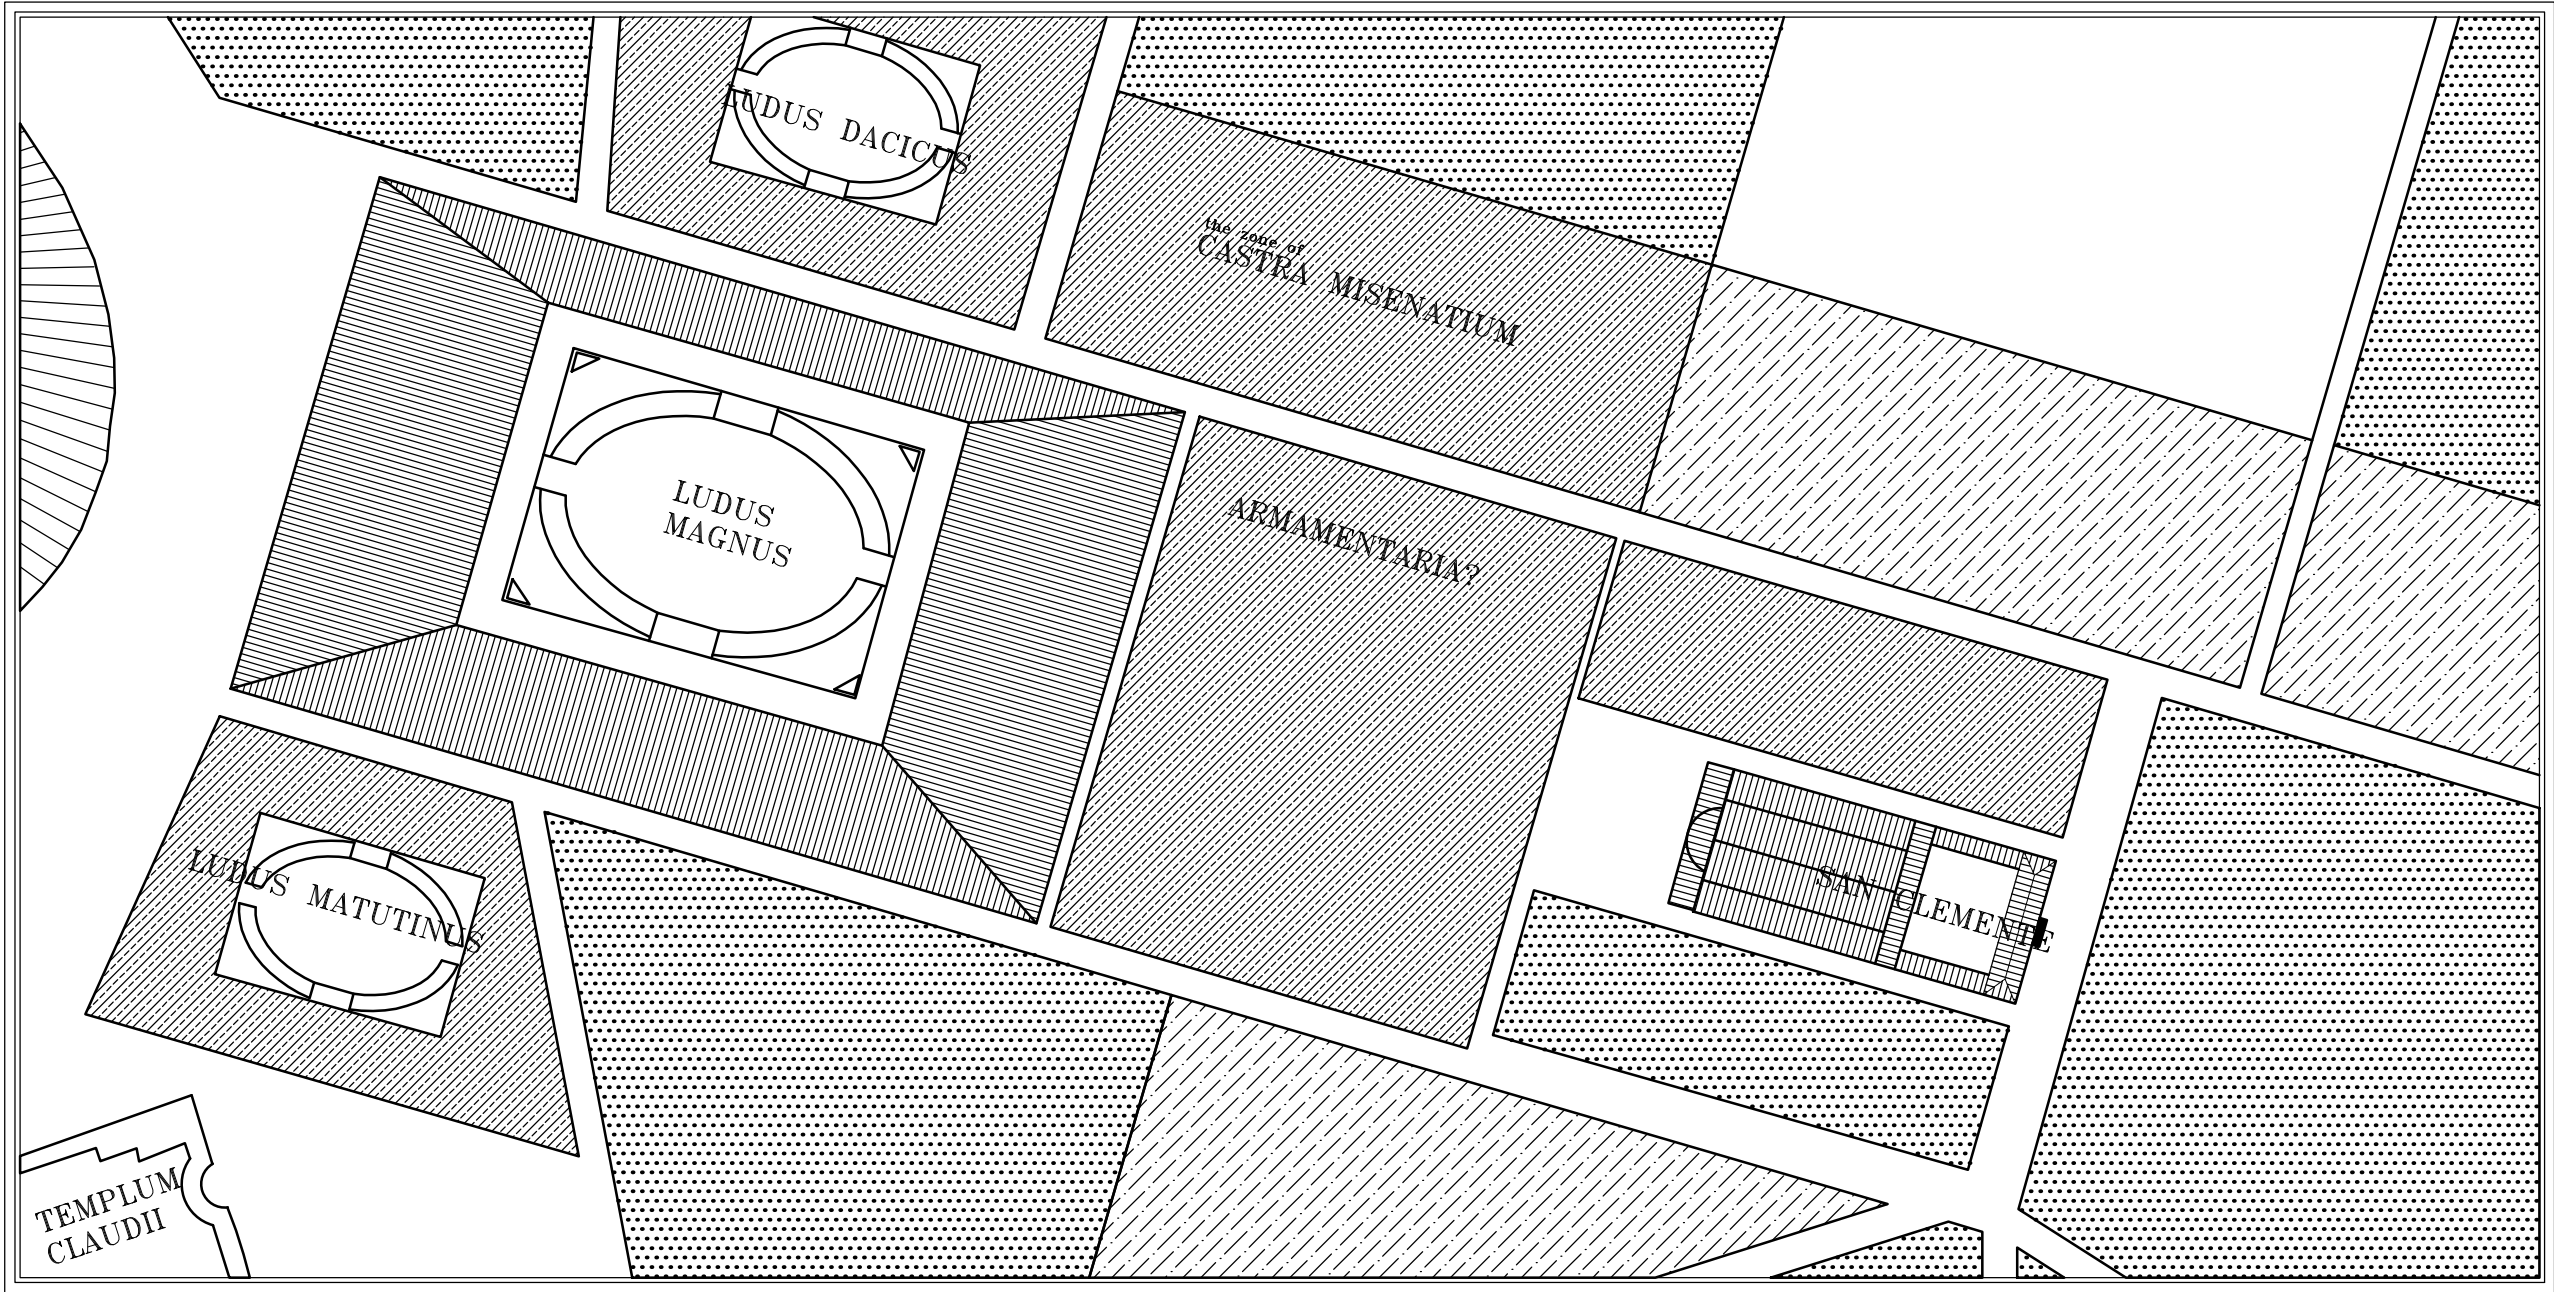 LUDUS DACICUS
the zone of
CASTRA MISENATIUM
LUDUS
MAGNUS
ARMAMENTARIA?
LUDUS MATUTINUS
SAN CLEMENTE
TEMPLUM
CLAUDII